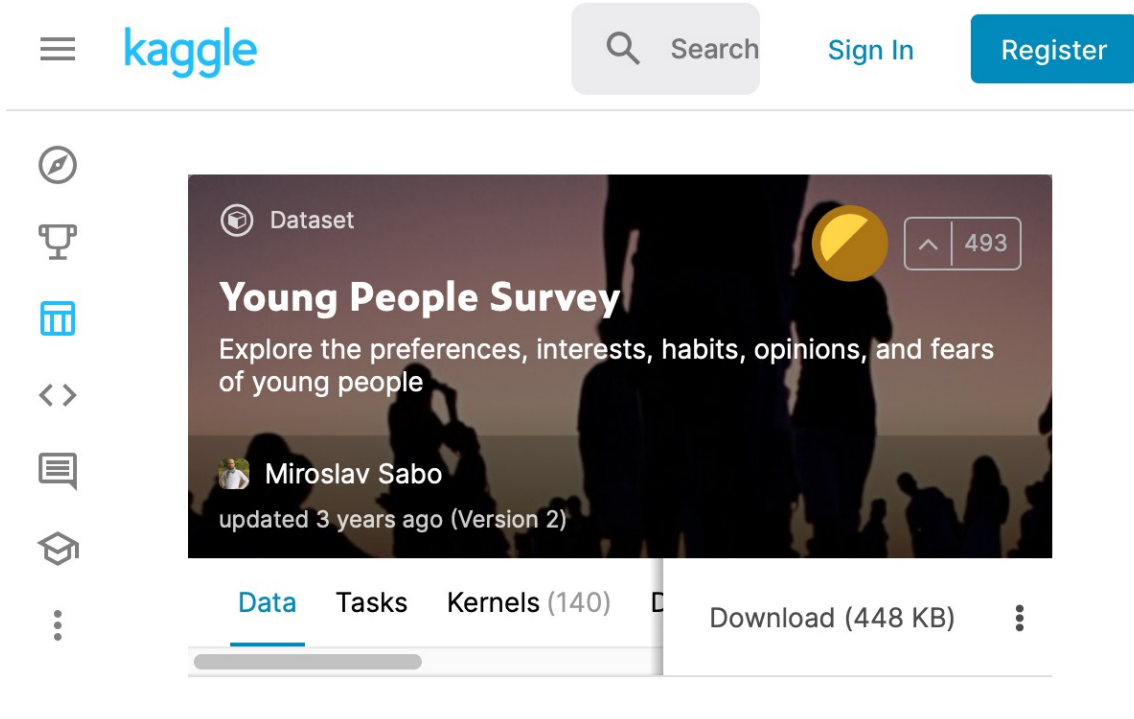 kaggle
Search
Sign In
Register
Dataset
493
Young People Survey
Explore the preferences, interests, habits, opinions, and fears
of young people
Miroslav Sabo
updated 3 years ago (Version 2)
Data Tasks Kernels (140) D
Download (448 KB)